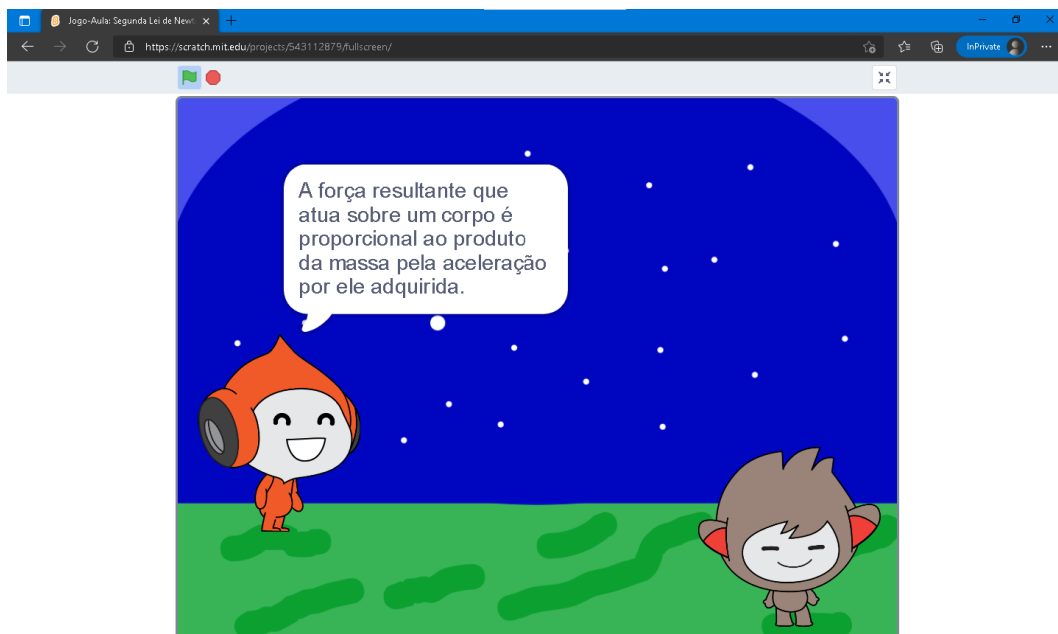 Jogo-Aula: Segunda Lei de Newt
https://scratch.mit.edu/projects/543112879/fullscreen/
InPrivate
A força resultante que
atua sobre um corpo é
proporcional ao produto
da massa pela aceleração
por ele adquirida.